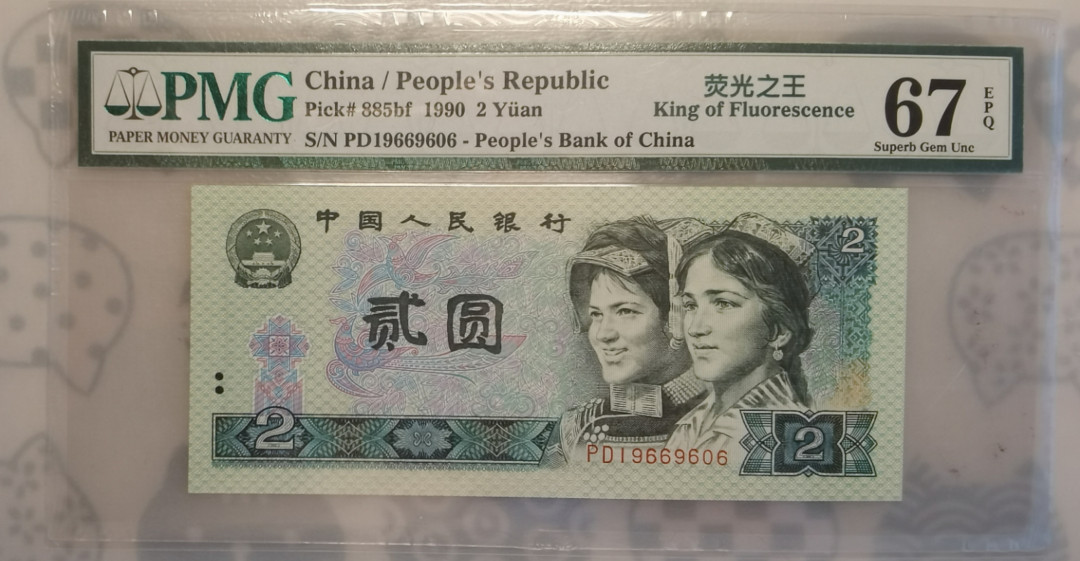 PMG
PAPER MONEY GUARANTY
China / People's Republic
Pick# 885bf 1990 2 Yüan
S/N PD19669606 - People's Bank of China
荧光之王
King of Fluorescence
67
EPQ
Superb Gem Unc
中国人民银行
2
贰圆
2
2
PD19669606